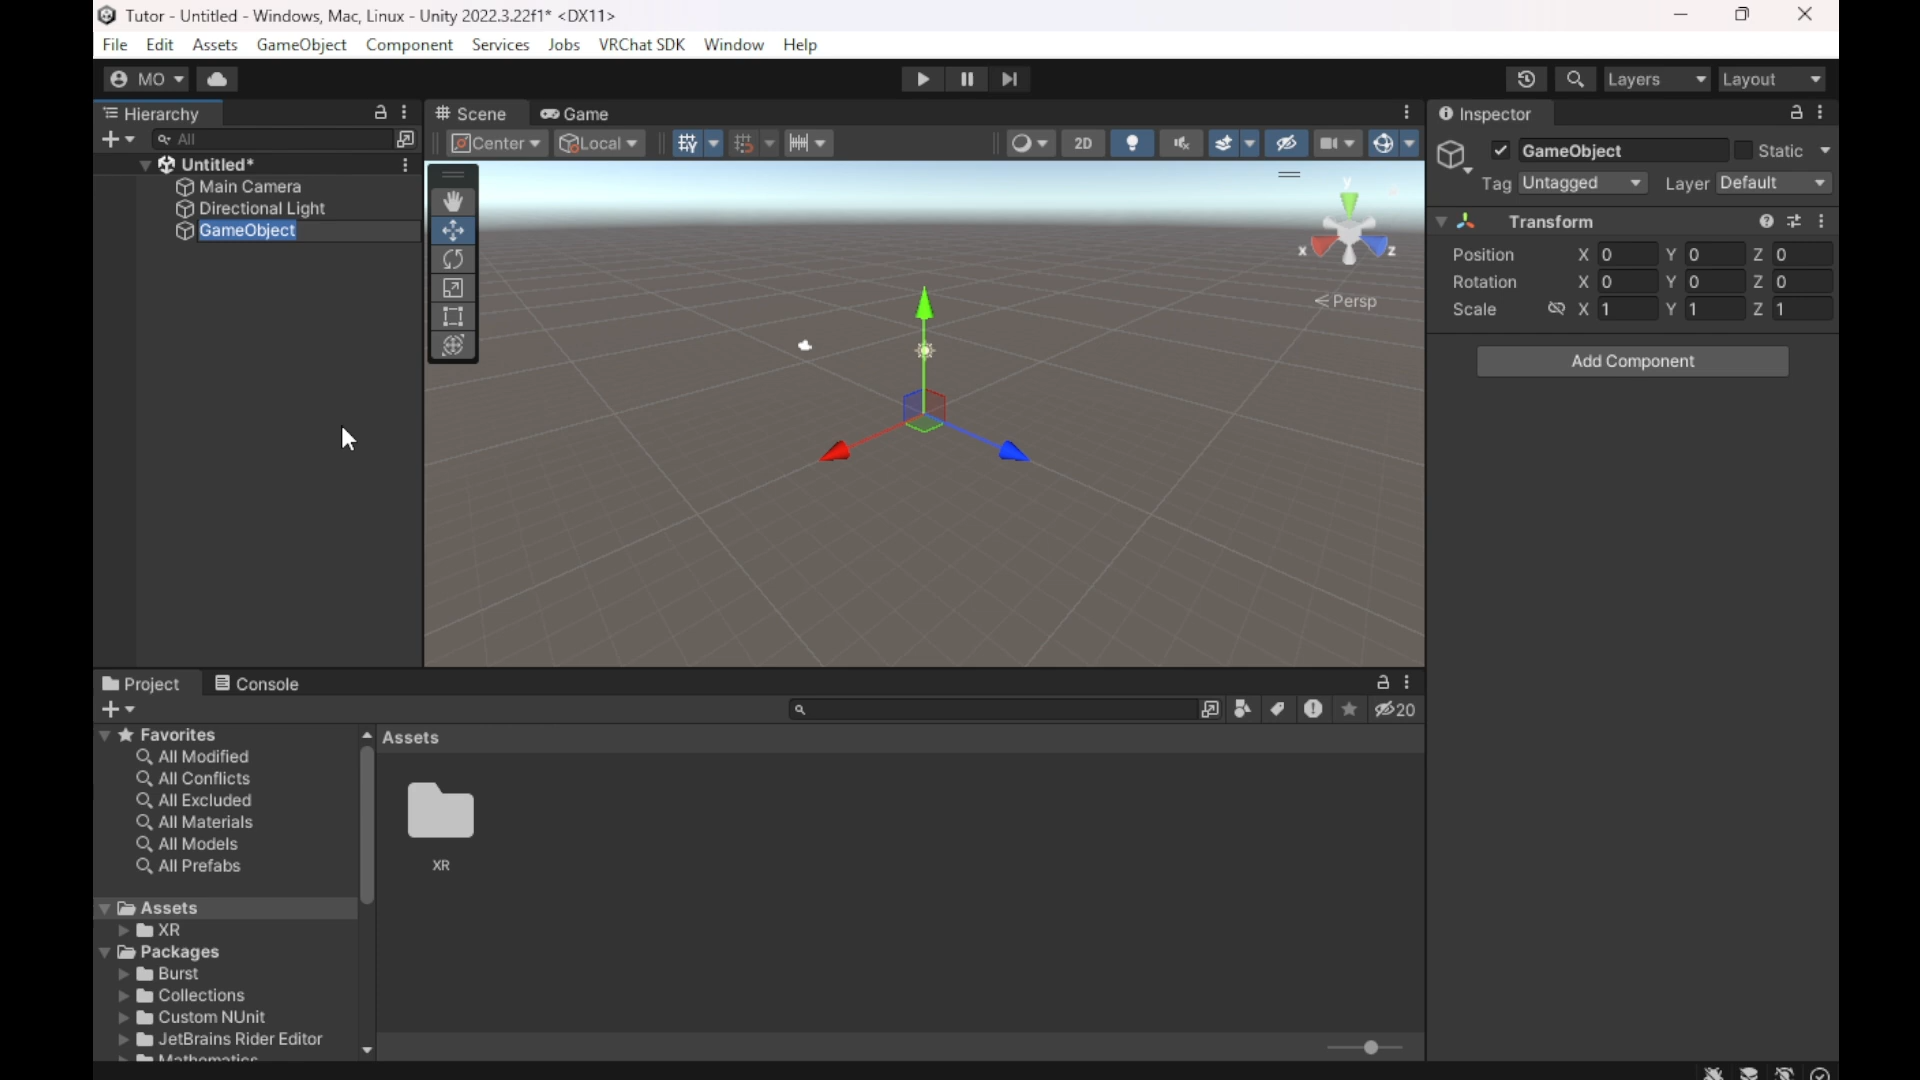 Tutor - Untitled - Windows, Mac, Linux - Unity 2022.3.22f1* <DX11>
File Edit Assets GameObject Component Services Jobs VRChat SDK Window Help
MO Layers Layout
Hierarchy
All
Untitled*
Main Camera
Directional Light
GameObject
Scene Game
Center Local 2D
y
x z
Persp
Inspector
GameObject Static
Tag Untagged Layer Default
Transform
Position X 0 Y 0 Z 0
Rotation X 0 Y 0 Z 0
Scale X 1 Y 1 Z 1
Add Component
Project Console
20
Favorites
All Modified
All Conflicts
All Excluded
All Materials
All Models
All Prefabs
Assets
XR
Packages
Burst
Collections
Custom NUnit
JetBrains Rider Editor
Mathematics
Assets
XR